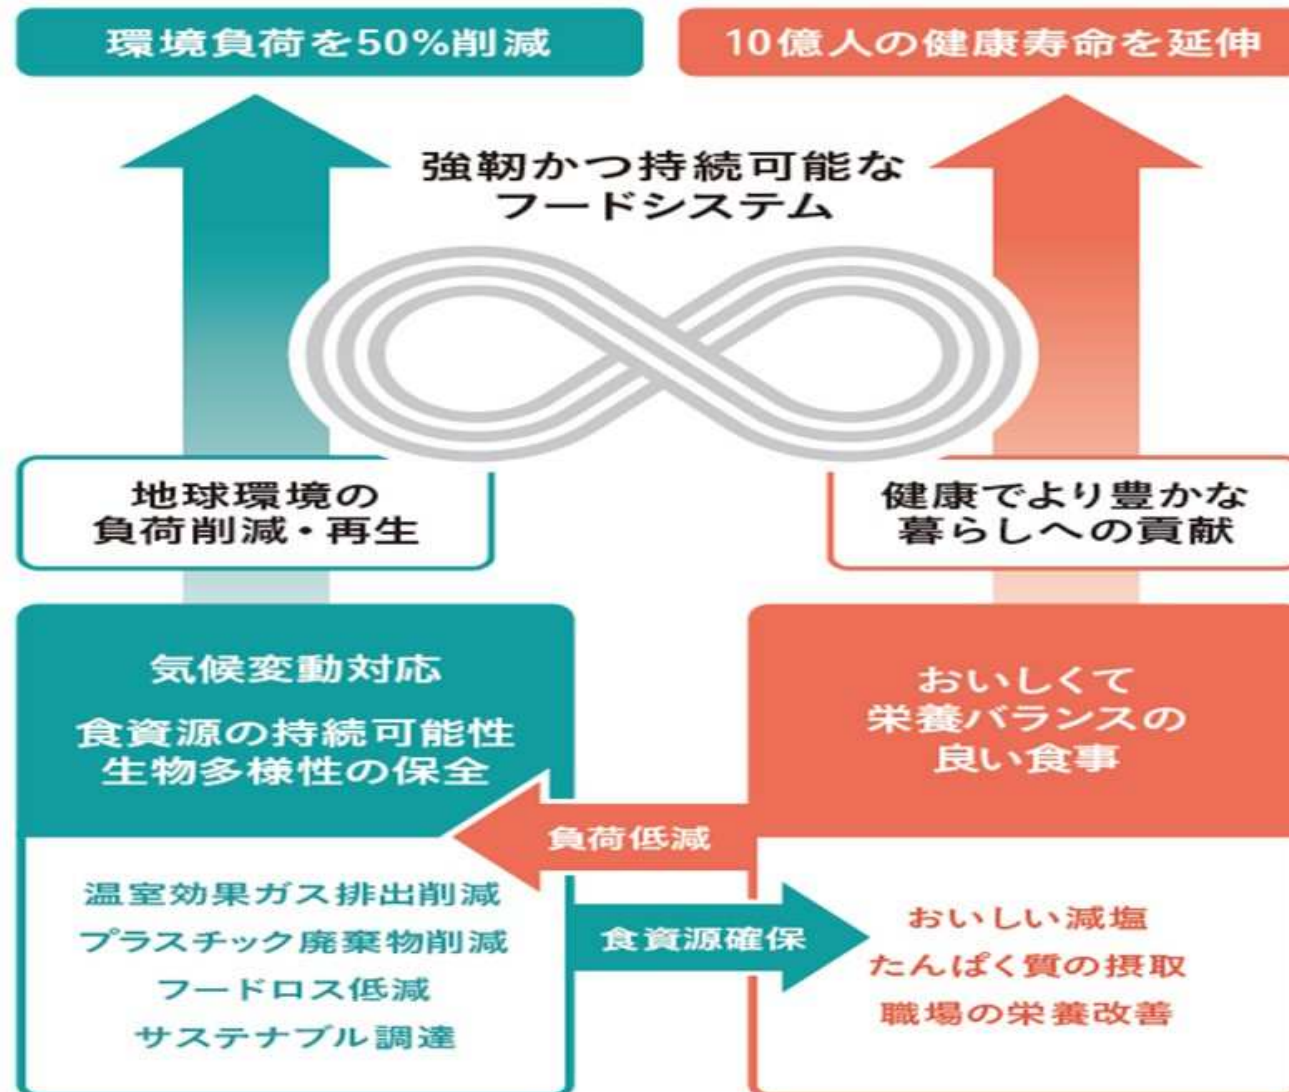 環境負荷を50%削減
10億人の健康寿命を延伸
強靭かつ持続可能な
フードシステム
地球環境の
負荷削減・再生
健康でより豊かな
暮らしへの貢献
気候変動対応
食資源の持続可能性
生物多様性の保全
おいしくて
栄養バランスの
良い食事
負荷低減
食資源確保
温室効果ガス排出削減
プラスチック廃棄物削減
フードロス低減
サステナブル調達
おいしい減塩
たんぱく質の摂取
職場の栄養改善